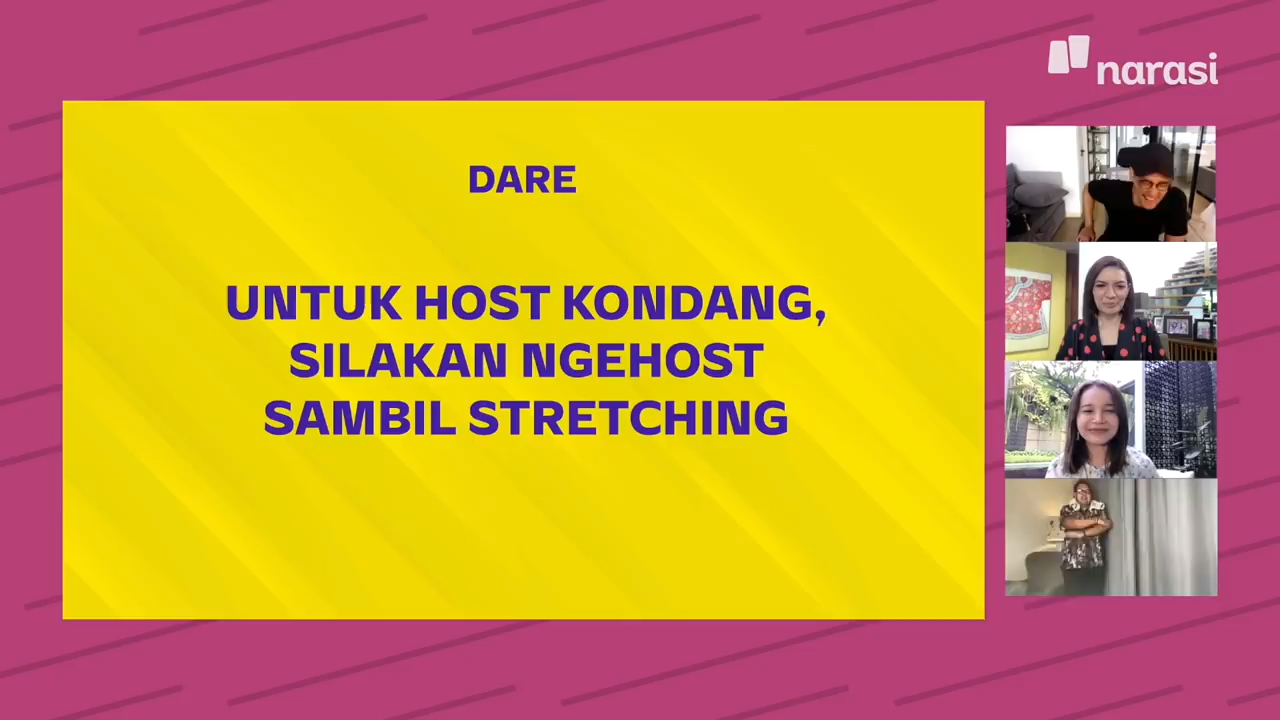 narasi
DARE
UNTUK HOST KONDANG,
SILAKAN NGEHOST
SAMBIL STRETCHING